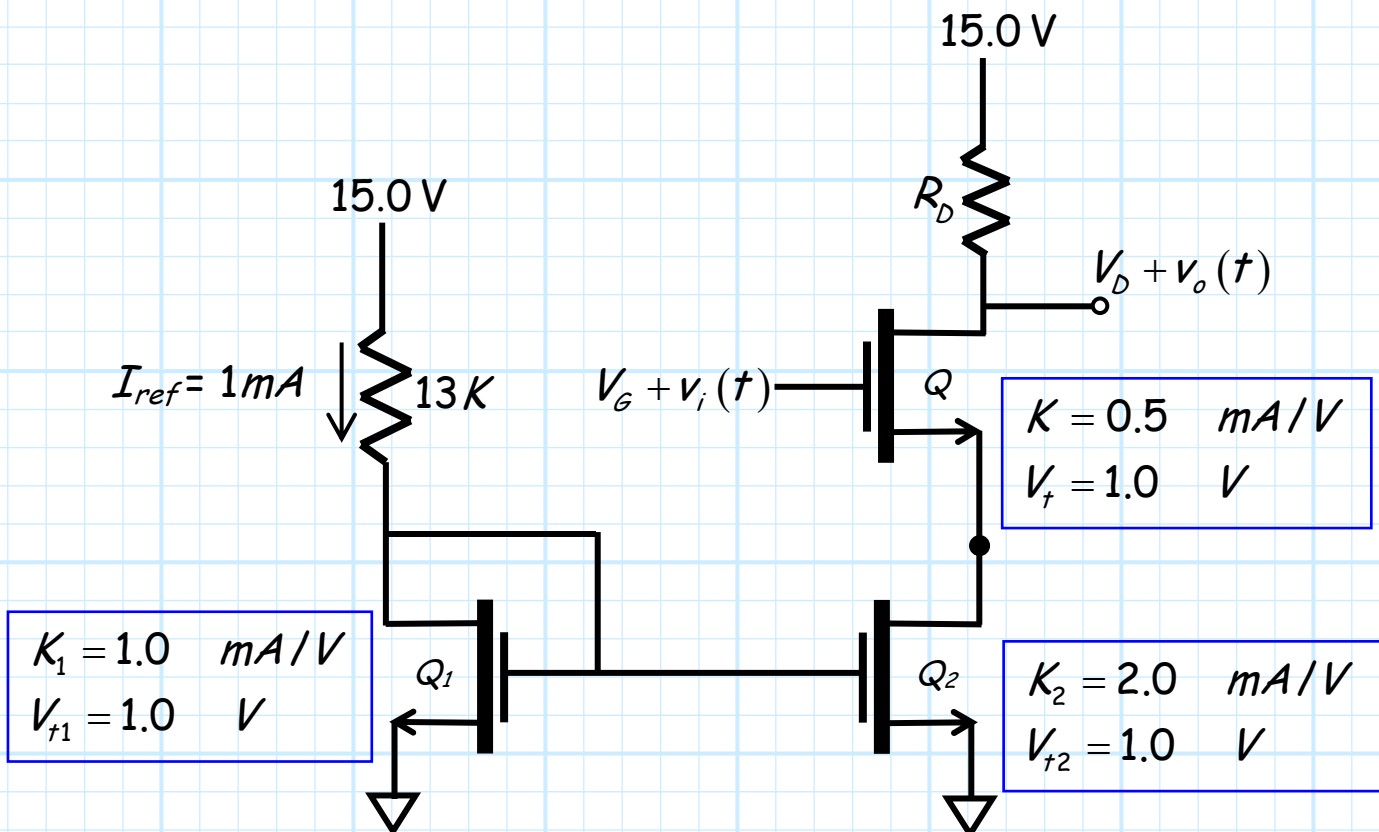 15.0 V
R_D
15.0 V
V_D + v_o (t)
I_ref = 1mA
13 K
V_G + v_i (t)
Q
K = 0.5 mA/V
V_t = 1.0 V
K_1 = 1.0 mA/V
V_t1 = 1.0 V
Q_1
Q_2
K_2 = 2.0 mA/V
V_t2 = 1.0 V